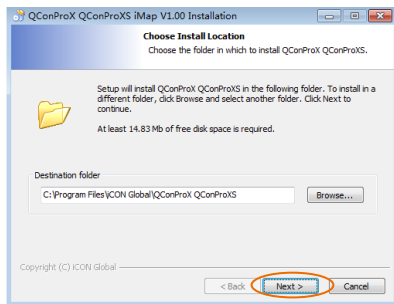 QConProX QConProXS iMap V1.00 Installation
Choose Install Location
Choose the folder in which to install QConProX QConProXS.
Setup will install QConProX QConProXS in the following folder. To install in a
different folder, click Browse and select another folder. Click Next to
continue.
At least 14.83 Mb of free disk space is required.
Destination folder
C:\Program Files\iCON Global\QConProX QConProXS
Browse...
Copyright (C) iCON Global
< Back
Next >
Cancel